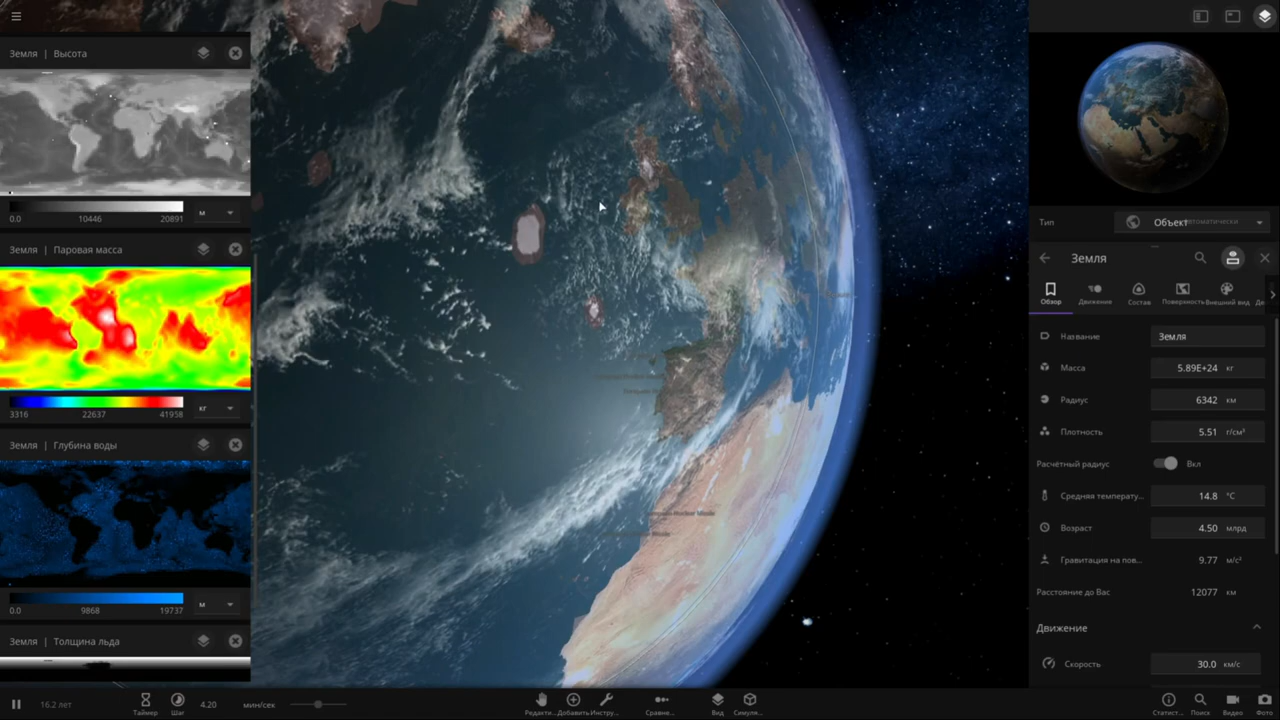 Земля | Высота
0.0 10446 20891 м
Земля | Паровая масса
3316 22637 41958 кг
Земля | Глубина воды
0.0 9868 19737 м
Земля | Толщина льда
Тип Объект автоматически
Земля
Обзор Движение Состав Поверхность Внешний вид
Название Земля
Масса 5.89E+24 кг
Радиус 6342 км
Плотность 5.51 г/см³
Расчётный радиус Вкл
Средняя температу... 14.8 °C
Возраст 4.50 млрд
Гравитация на пов... 9.77 м/с²
Расстояние до Вас 12077 км
Движение
Скорость 30.0 км/с
16.2 лет Таймер Шаг 4.20 мин/сек Редакти... Добавить Инстру... Сравне... Вид Симуля... Статист... Поиск Видео Фото